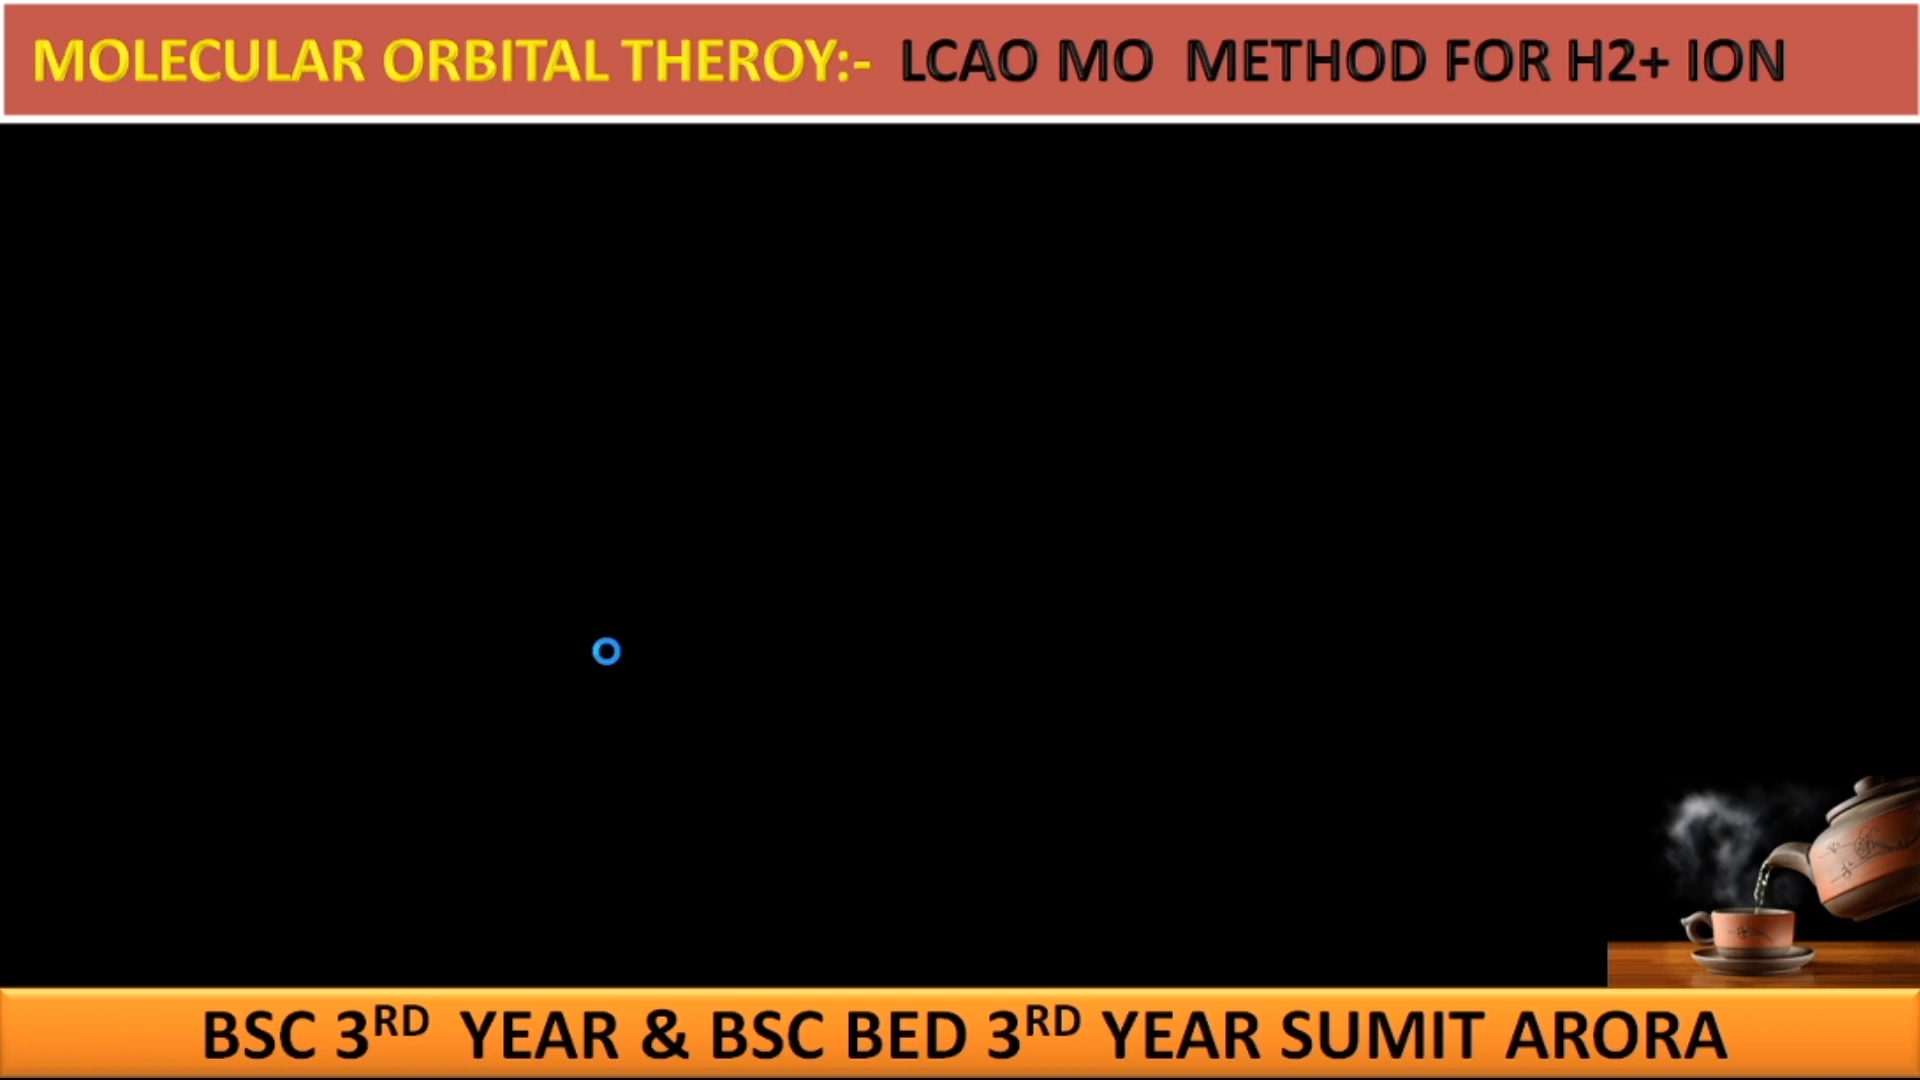 MOLECULAR ORBITAL THEROY:- LCAO MO METHOD FOR H2+ ION
BSC 3RD YEAR & BSC BED 3RD YEAR SUMIT ARORA